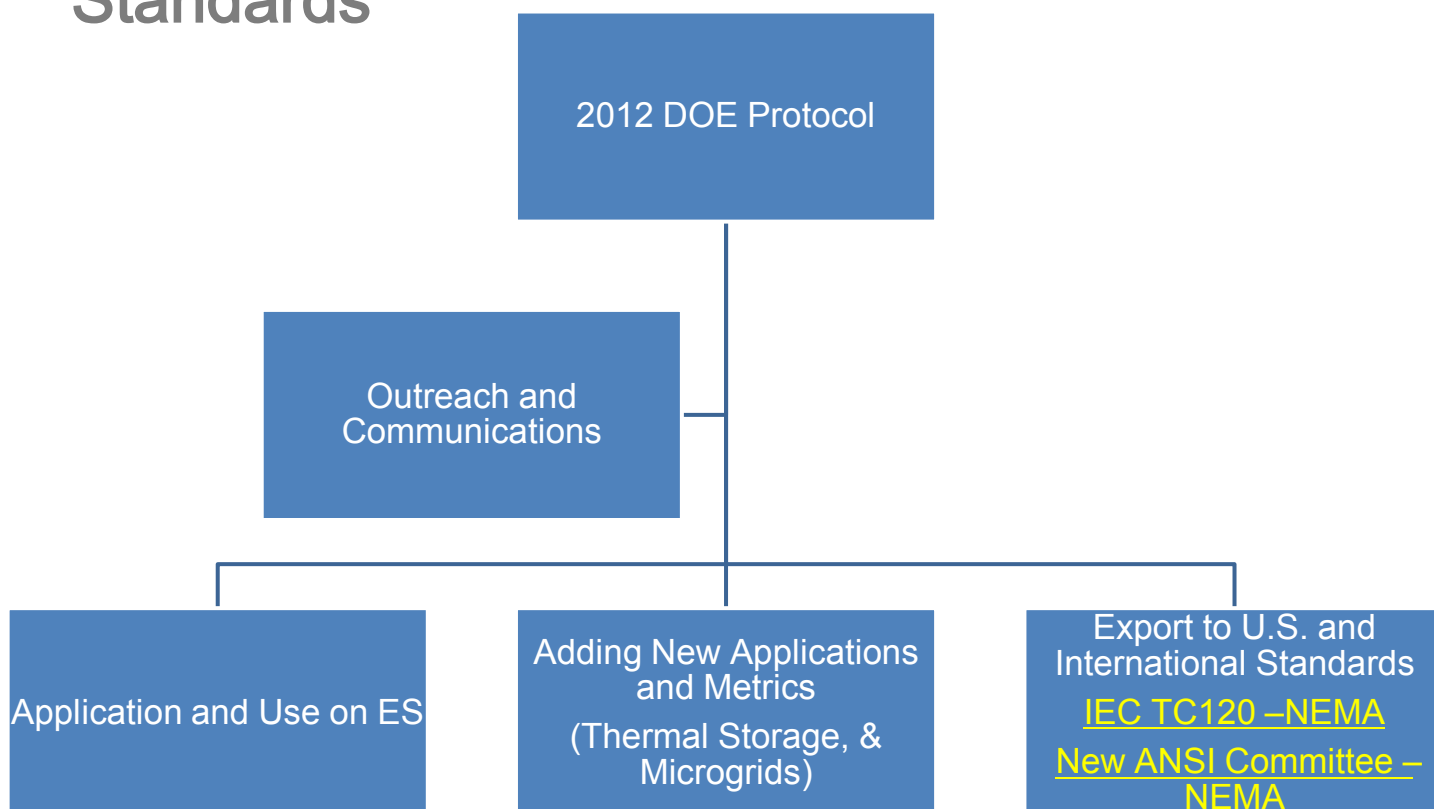 Standards
2012 DOE Protocol
Outreach and
Communications
Application and Use on ES
Adding New Applications
and Metrics
(Thermal Storage, &
Microgrids)
Export to U.S. and
International Standards
IEC TC120 –NEMA
New ANSI Committee –
NEMA